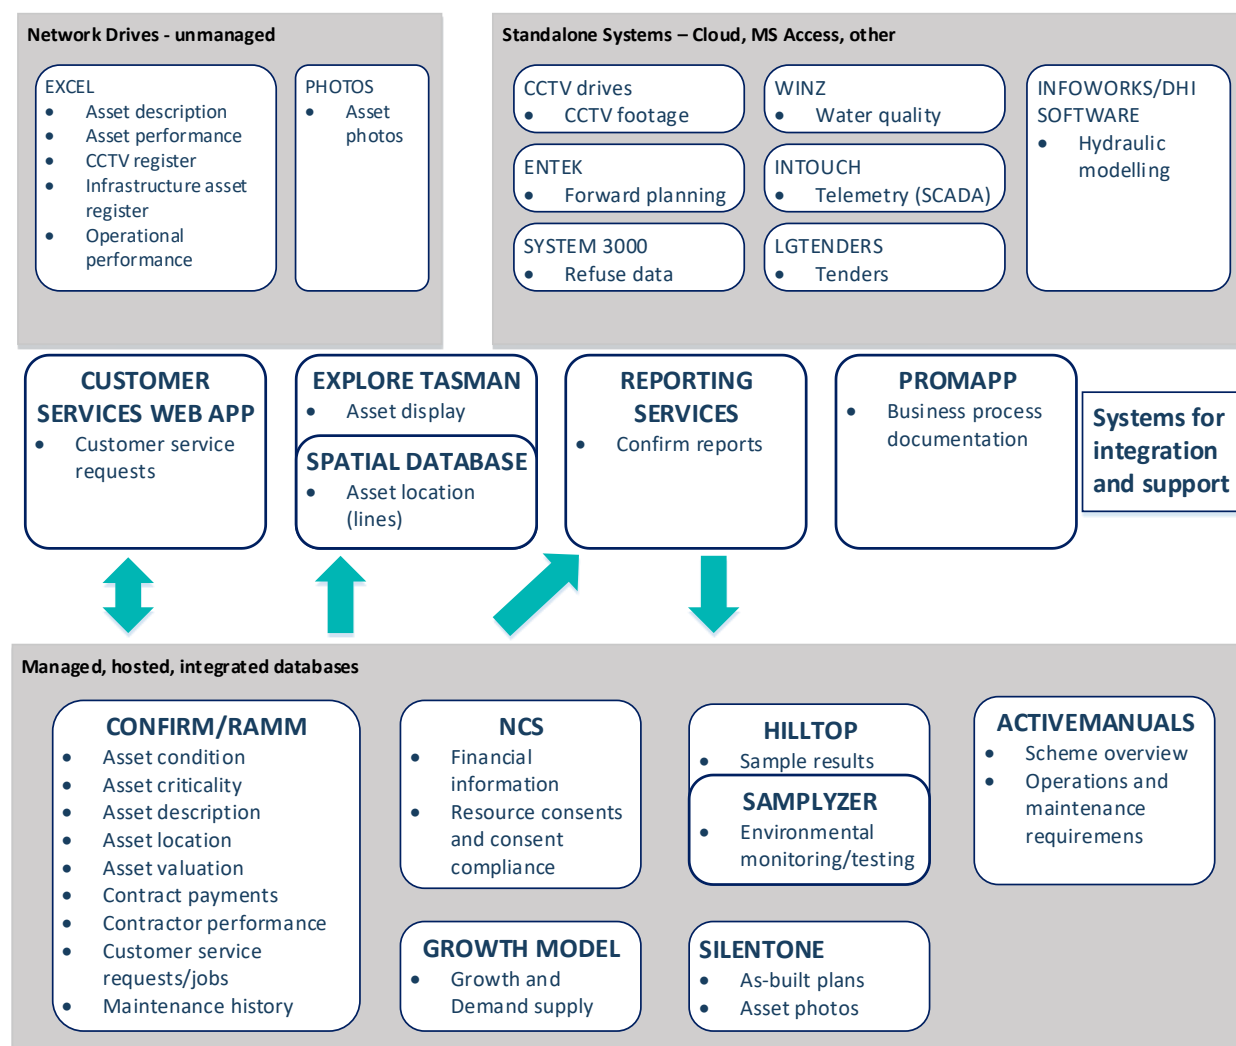 Network Drives - unmanaged
EXCEL
• Asset description
• Asset performance
• CCTV register
• Infrastructure asset
register
• Operational
performance
PHOTOS
• Asset
photos
Standalone Systems – Cloud, MS Access, other
CCTV drives
• CCTV footage
WINZ
• Water quality
INFOWORKS/DHI
SOFTWARE
• Hydraulic
modelling
ENTEK
• Forward planning
INTOUCH
• Telemetry (SCADA)
SYSTEM 3000
• Refuse data
LGTENDERS
• Tenders
CUSTOMER
SERVICES WEB APP
• Customer service
requests
EXPLORE TASMAN
• Asset display
SPATIAL DATABASE
• Asset location
(lines)
REPORTING
SERVICES
• Confirm reports
PROMAPP
• Business process
documentation
Systems for
integration
and support
Managed, hosted, integrated databases
CONFIRM/RAMM
• Asset condition
• Asset criticality
• Asset description
• Asset location
• Asset valuation
• Contract payments
• Contractor performance
• Customer service
requests/jobs
• Maintenance history
NCS
• Financial
information
• Resource consents
and consent
compliance
HILLTOP
• Sample results
SAMPLYZER
• Environmental
monitoring/testing
ACTIVEMANUALS
• Scheme overview
• Operations and
maintenance
requiremens
GROWTH MODEL
• Growth and
Demand supply
SILENTONE
• As-built plans
• Asset photos